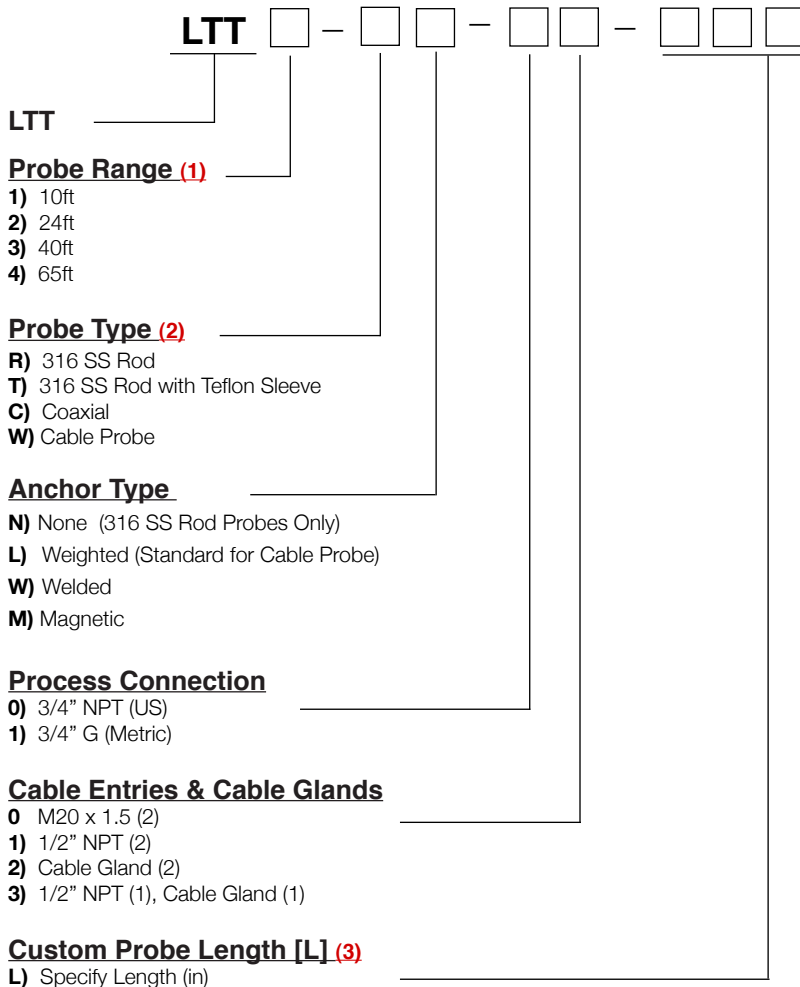 LTT – – –
LTT
Probe Range (1)
1) 10ft
2) 24ft
3) 40ft
4) 65ft
Probe Type (2)
R) 316 SS Rod
T) 316 SS Rod with Teflon Sleeve
C) Coaxial
W) Cable Probe
Anchor Type
N) None (316 SS Rod Probes Only)
L) Weighted (Standard for Cable Probe)
W) Welded
M) Magnetic
Process Connection
0) 3/4” NPT (US)
1) 3/4” G (Metric)
Cable Entries & Cable Glands
0 M20 x 1.5 (2)
1) 1/2” NPT (2)
2) Cable Gland (2)
3) 1/2” NPT (1), Cable Gland (1)
Custom Probe Length [L] (3)
L) Specify Length (in)